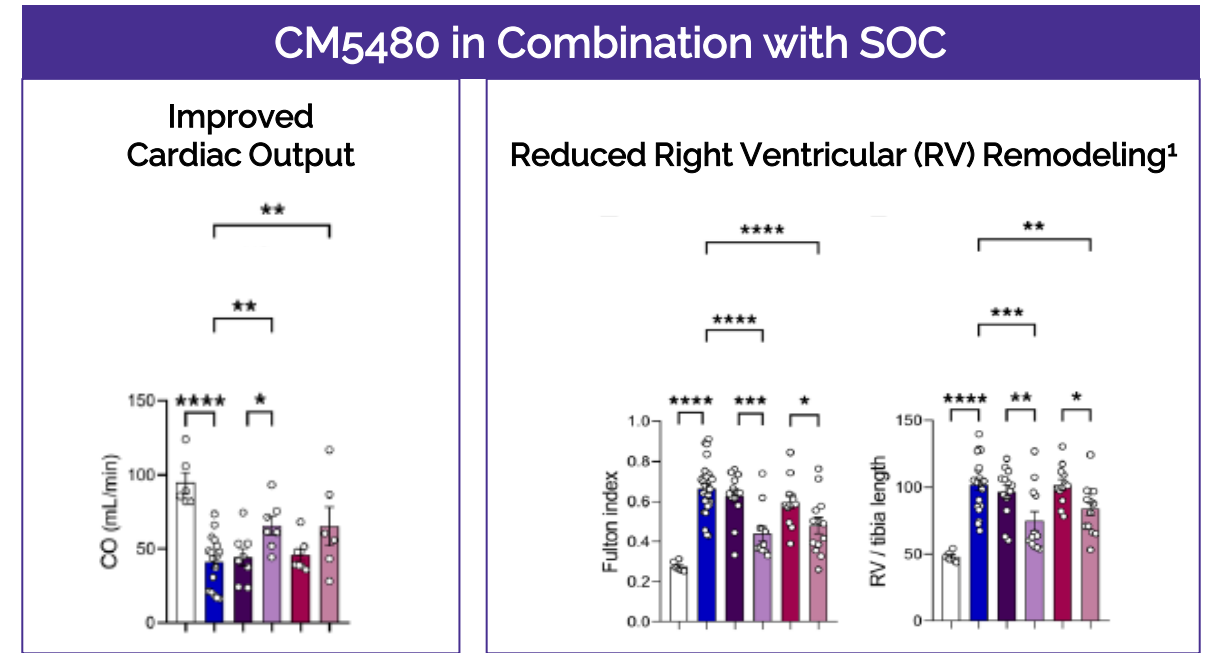 CM5480 in Combination with SOC
Improved
Cardiac Output
**
**
**** *
150
100
50
0
CO (mL/min)
Reduced Right Ventricular (RV) Remodeling¹
****
****
**** *** *
1.0
0.8
0.6
0.4
0.2
0.0
Fulton index
**
***
**** ** *
150
100
50
0
RV / tibia length